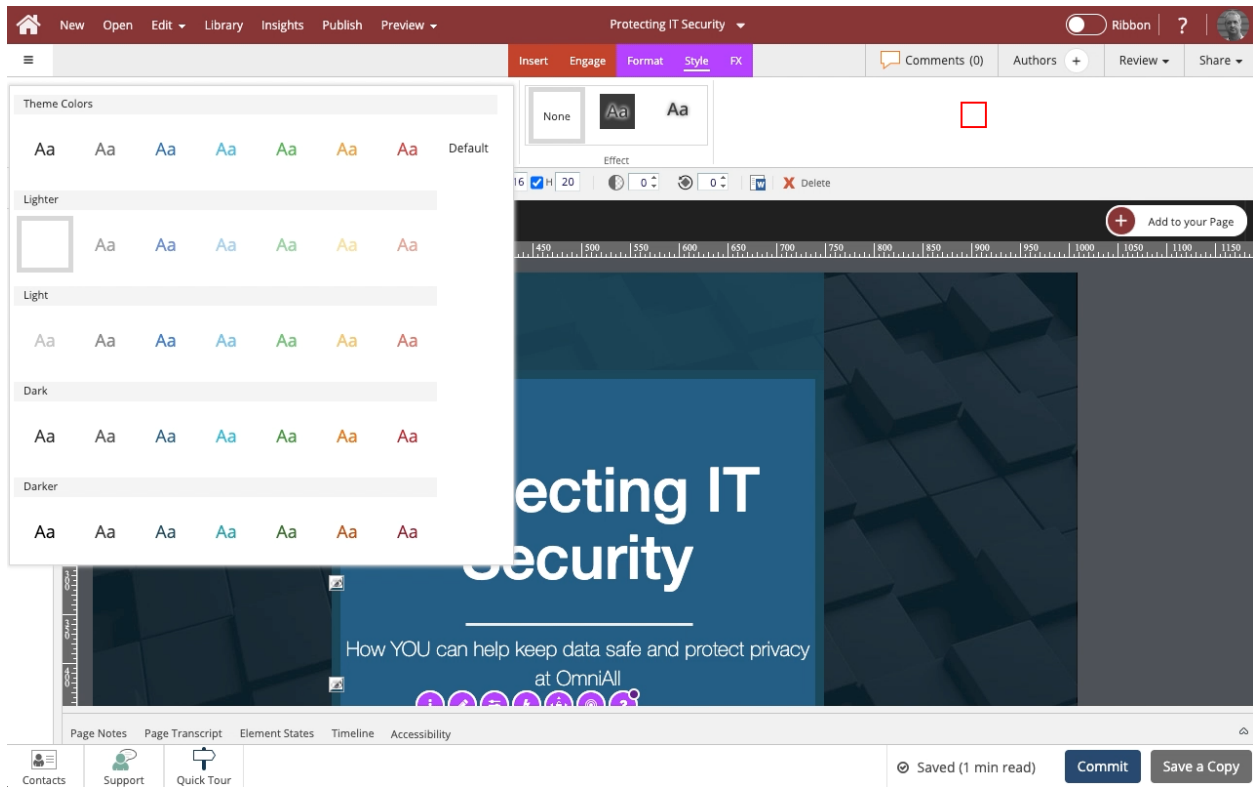 New Open Edit Library Insights Publish Preview Protecting IT Security Ribbon ?
Insert Engage Format Style FX Comments (0) Authors + Review Share
Theme Colors
Aa Aa Aa Aa Aa Aa Aa Default
None Aa Aa
Effect
16 H 20 0 0 W X Delete
Lighter
Add to your Page
Aa Aa Aa Aa Aa Aa
450 500 550 600 650 700 750 800 850 900 950 1000 1050 1100 1150
Light
Aa Aa Aa Aa Aa Aa Aa
Dark
Aa Aa Aa Aa Aa Aa Aa
Darker
Aa Aa Aa Aa Aa Aa Aa
ecting IT
ecurity
300
350
How YOU can help keep data safe and protect privacy
at OmniAll
Page Notes Page Transcript Element States Timeline Accessibility
Contacts Support Quick Tour Saved (1 min read) Commit Save a Copy